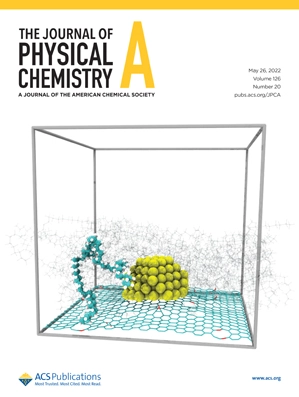 THE JOURNAL OF
PHYSICAL
CHEMISTRY
A
A JOURNAL OF THE AMERICAN CHEMICAL SOCIETY
May 26, 2022
Volume 126
Number 20
pubs.acs.org/JPCA
ACS Publications
Most Trusted. Most Cited. Most Read.
www.acs.org